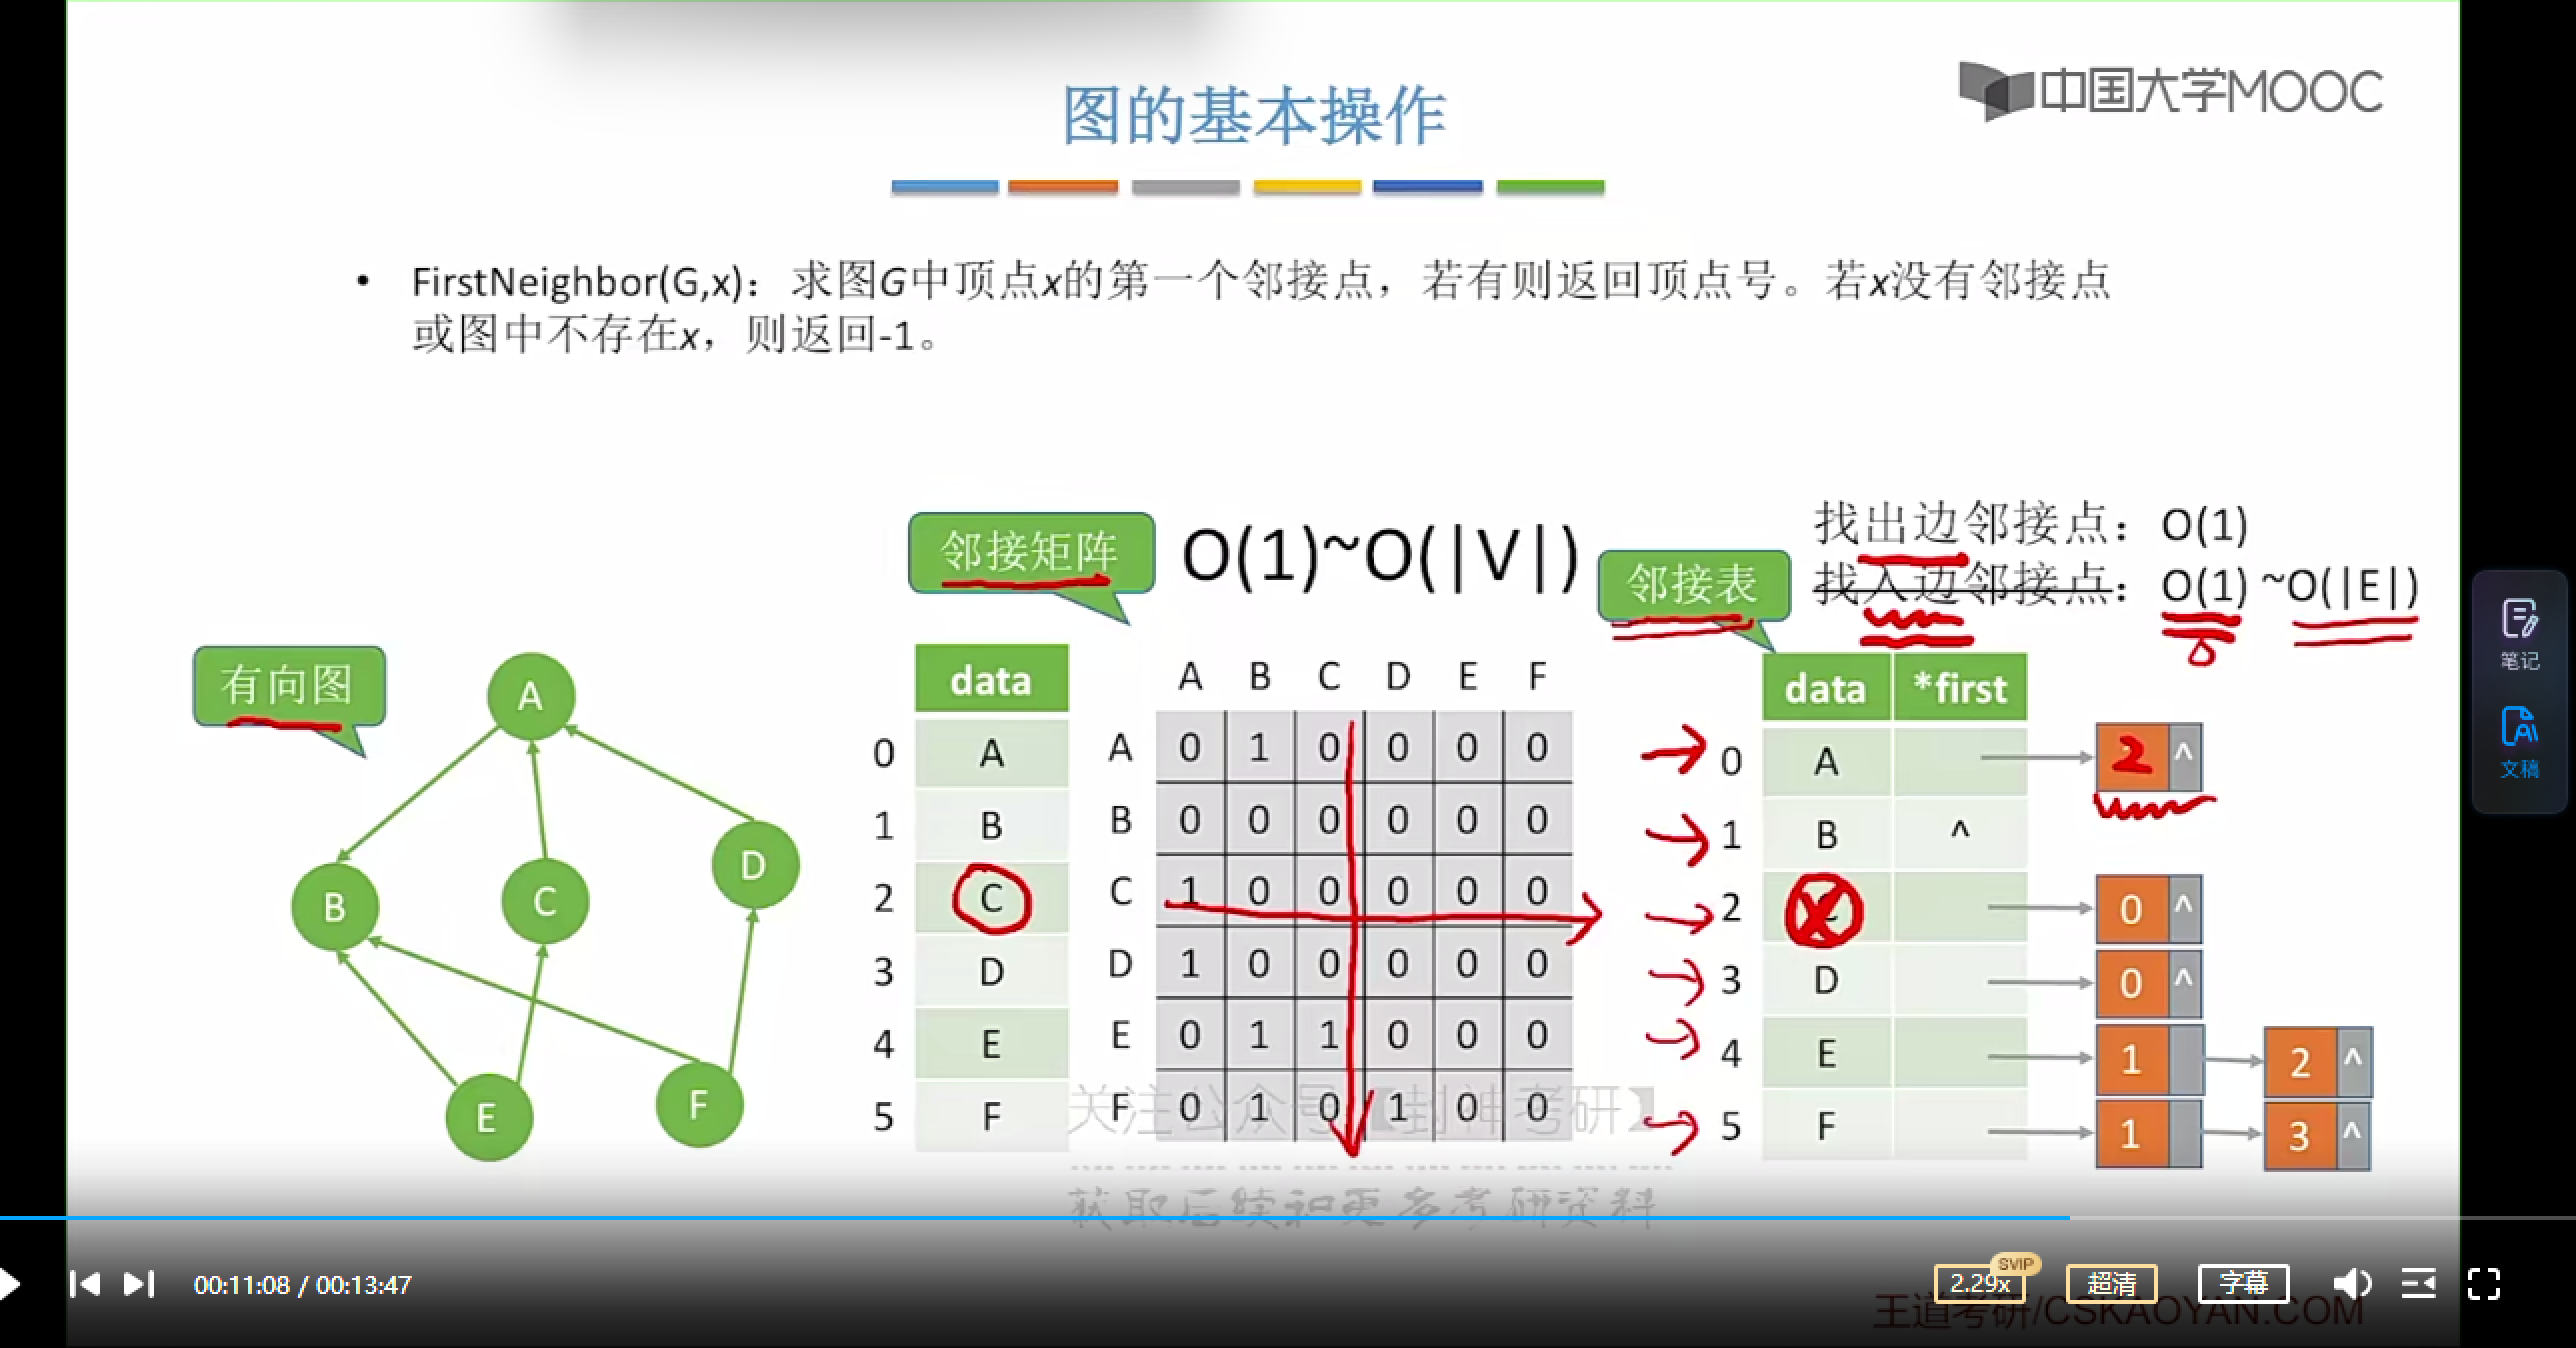 中国大学MOOC
图的基本操作
• FirstNeighbor(G,x)：求图G中顶点x的第一个邻接点，若有则返回顶点号。若x没有邻接点
或图中不存在x，则返回-1。
找出边邻接点：O(1)
邻接矩阵 O(1)~O(|V|)
邻接表 找入边邻接点：O(1) ~O(|E|)
有向图
A
B
C
D
E
F
data
0 A
1 B
2 C
3 D
4 E
5 F
A B C D E F
A 0 1 0 0 0 0
B 0 0 0 0 0 0
C 1 0 0 0 0 0
D 1 0 0 0 0 0
E 0 1 1 0 0 0
F 0 1 0 1 0 0
data *first
0 A 2 ^
1 B ^
2 0 ^
3 D 0 ^
4 E 1 2 ^
5 F 1 3 ^
关注公众号【封神考研】
获取后续和更多考研资料
笔记
文稿
00:11:08 / 00:13:47
SVIP
2.29x 超清 字幕
王道考研/CSKAOYAN.COM